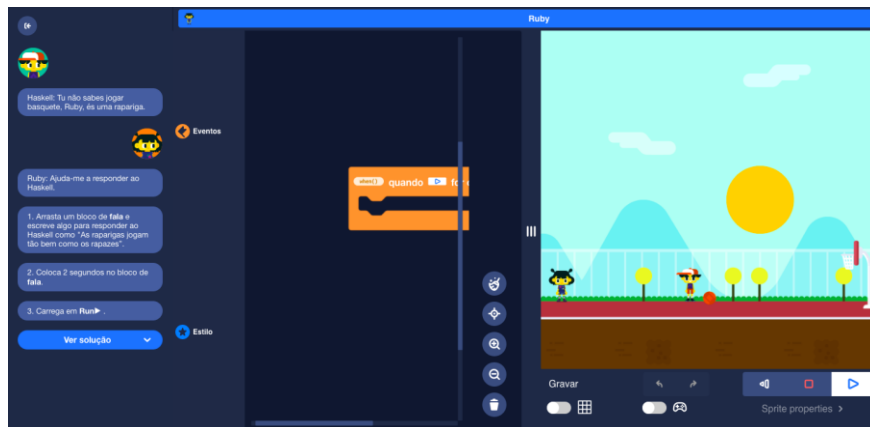 Ruby
Haskell: Tu não sabes jogar
basquete, Ruby, és uma rapariga.
Ruby: Ajuda-me a responder ao
Haskell.
1. Arrasta um bloco de fala e
escreve algo para responder ao
Haskell como "As raparigas jogam
tão bem como os rapazes".
2. Coloca 2 segundos no bloco de
fala.
3. Carrega em Run .
Ver solução
Eventos
Estilo
when() quando for
Gravar
Sprite properties